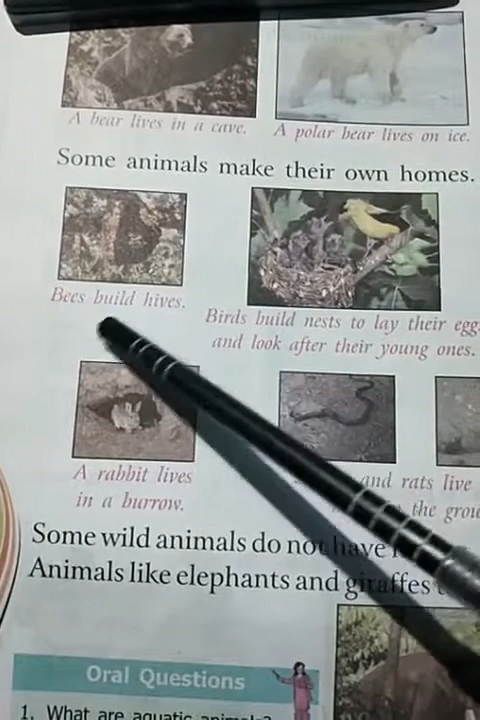 A bear lives in a cave.
A polar bear lives on ice.
Some animals make their own homes.
Bees build hives.
Birds build nests to lay their egg
and look after their young ones.
A rabbit lives
in a burrow.
and rats live
the grou
Some wild animals do not have
Animals like elephants and giraffes
Oral Questions
1. What are aquatic animals?